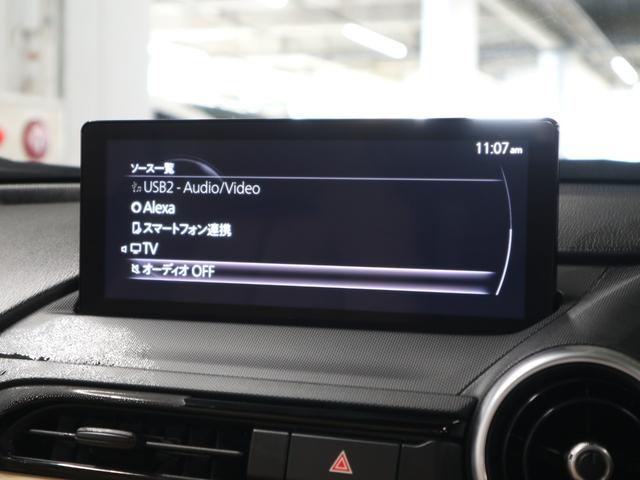 11:07 am
ソース一覧
USB2 - Audio/Video
Alexa
スマートフォン連携
TV
オーディオ OFF